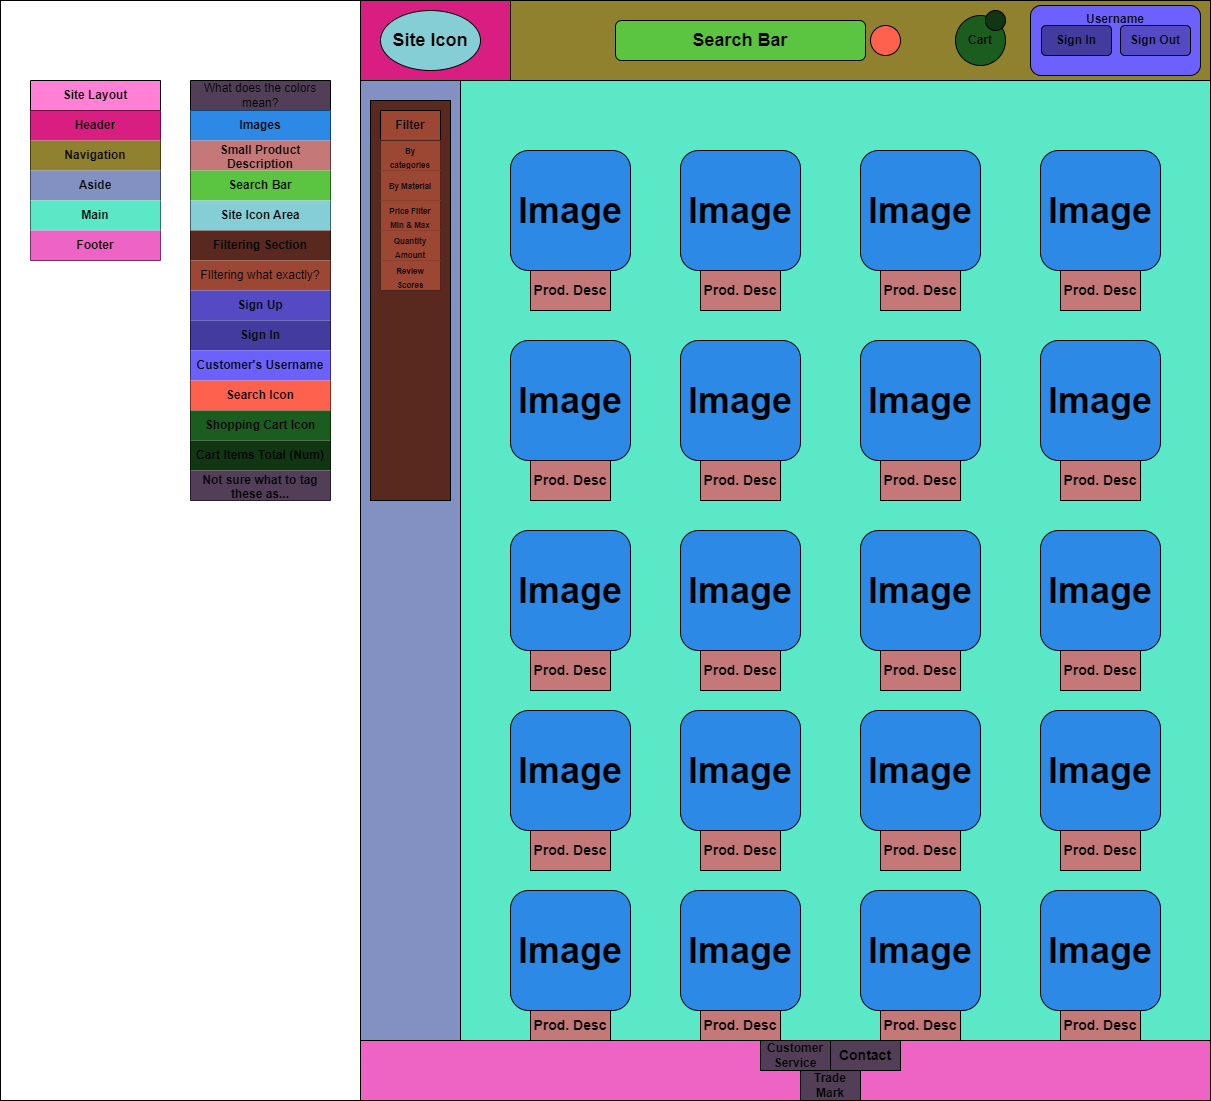 Site Icon
Search Bar
Cart
Username
Sign In
Sign Out
Site Layout
Header
Navigation
Aside
Main
Footer
What does the colors
mean?
Images
Small Product
Description
Search Bar
Site Icon Area
Filtering Section
FIltering what exactly?
Sign Up
Sign In
Customer's Username
Search Icon
Shopping Cart Icon
Cart Items Total (Num)
Not sure what to tag
these as...
Filter
By
categories
By Material
Price Filter
Min & Max
Quantity
Amount
Review
Scores
Image Image Image Image
Prod. Desc Prod. Desc Prod. Desc Prod. Desc
Image Image Image Image
Prod. Desc Prod. Desc Prod. Desc Prod. Desc
Image Image Image Image
Prod. Desc Prod. Desc Prod. Desc Prod. Desc
Image Image Image Image
Prod. Desc Prod. Desc Prod. Desc Prod. Desc
Image Image Image Image
Prod. Desc Prod. Desc Prod. Desc Prod. Desc
Customer
Service
Contact
Trade
Mark